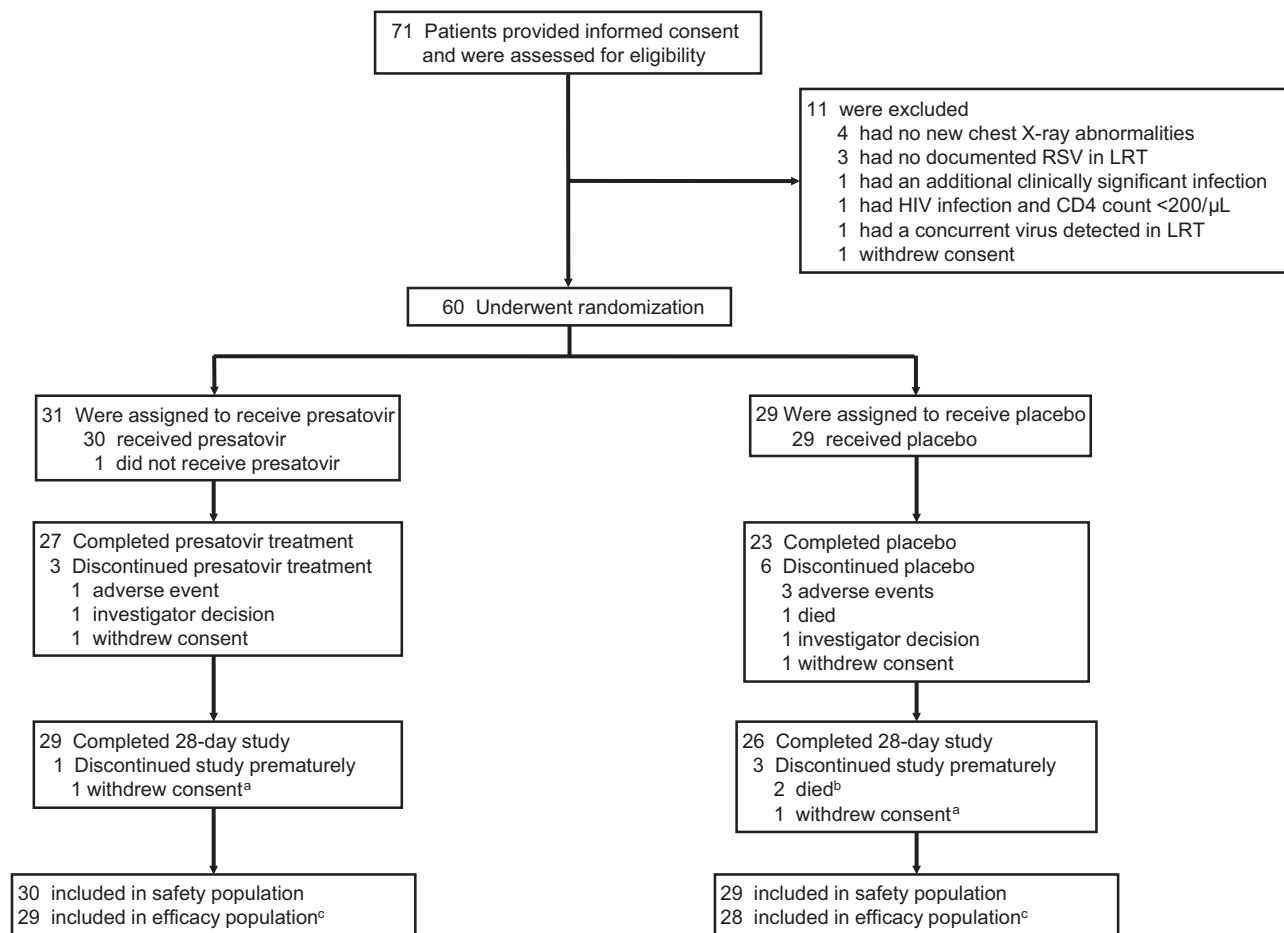 71 Patients provided informed consent
and were assessed for eligibility
11 were excluded
4 had no new chest X-ray abnormalities
3 had no documented RSV in LRT
1 had an additional clinically significant infection
1 had HIV infection and CD4 count <200/µL
1 had a concurrent virus detected in LRT
1 withdrew consent
60 Underwent randomization
31 Were assigned to receive presatovir
30 received presatovir
1 did not receive presatovir
29 Were assigned to receive placebo
29 received placebo
27 Completed presatovir treatment
3 Discontinued presatovir treatment
1 adverse event
1 investigator decision
1 withdrew consent
23 Completed placebo
6 Discontinued placebo
3 adverse events
1 died
1 investigator decision
1 withdrew consent
29 Completed 28-day study
1 Discontinued study prematurely
1 withdrew consentᵃ
26 Completed 28-day study
3 Discontinued study prematurely
2 diedᵇ
1 withdrew consentᵃ
30 included in safety population
29 included in efficacy populationᶜ
29 included in safety population
28 included in efficacy populationᶜ